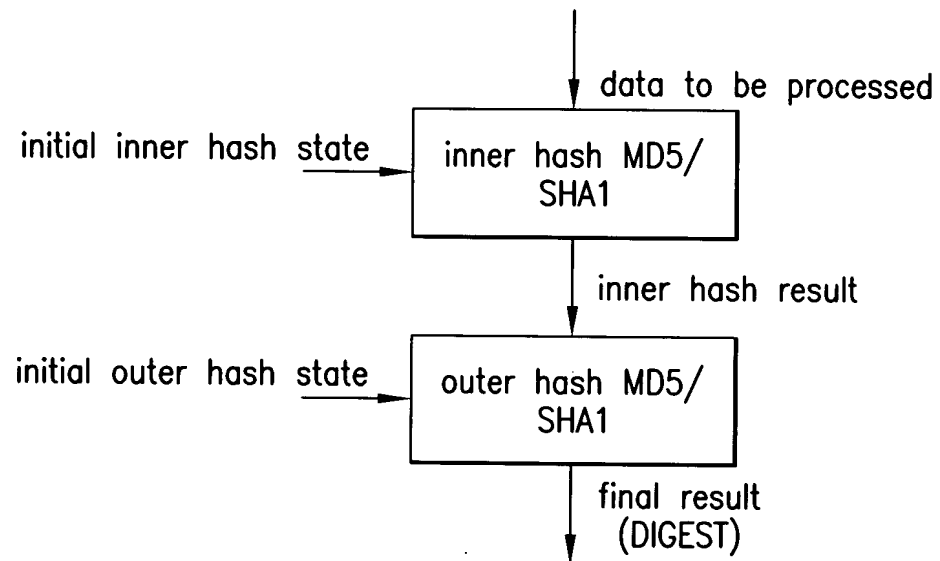 data to be processed
initial inner hash state
inner hash MD5/
SHA1
inner hash result
initial outer hash state
outer hash MD5/
SHA1
final result
(DIGEST)